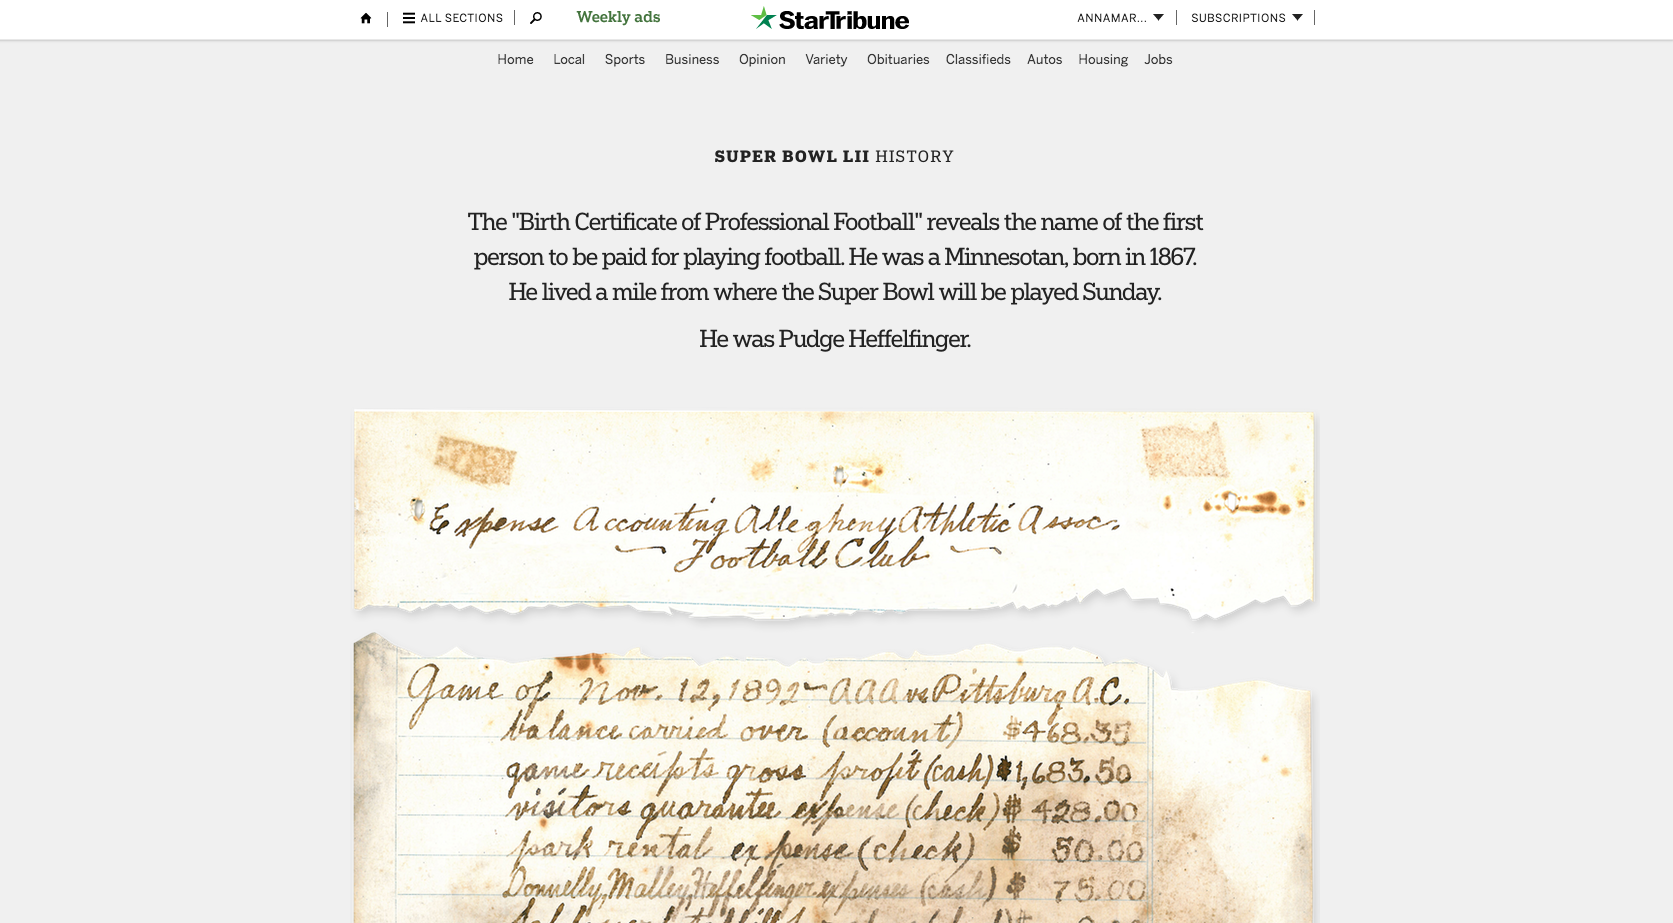 ALL SECTIONS
Weekly ads
StarTribune
ANNAMAR...
SUBSCRIPTIONS
Home Local Sports Business Opinion Variety Obituaries Classifieds Autos Housing Jobs
SUPER BOWL LII HISTORY
The "Birth Certificate of Professional Football" reveals the name of the first
person to be paid for playing football. He was a Minnesotan, born in 1867.
He lived a mile from where the Super Bowl will be played Sunday.
He was Pudge Heffelfinger.
Expense Accounting Allegheny Athletic Assoc.
Football Club
Game of Nov. 12, 1892 - AAA vs Pittsburg A.C.
balance carried over (account) $468.35
game receipts gross profit (cash) $1,683.50
visitors guarantee expense (check) $ 428.00
park rental expense (check) $ 50.00
Donnelly, Malley, Heffelfinger expenses (cash) $ 75.00